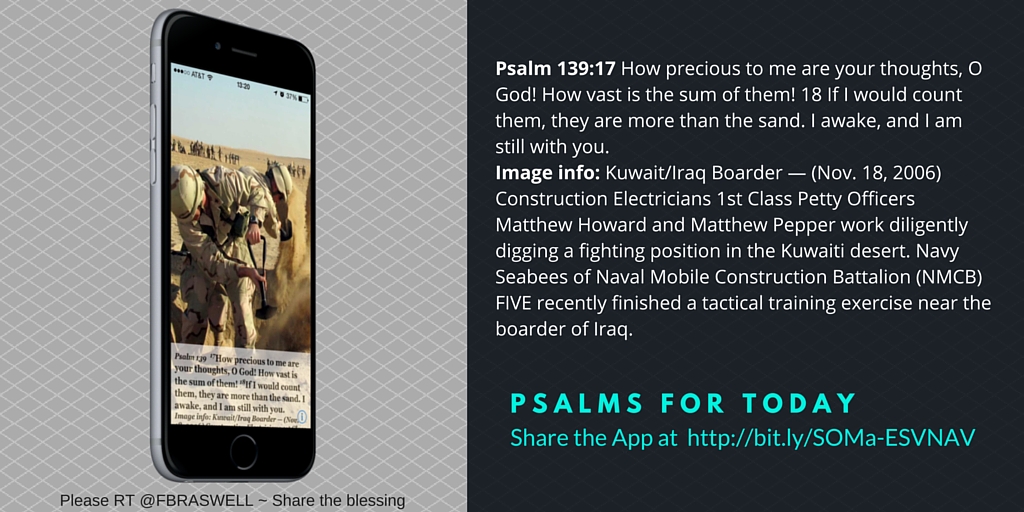 AT&T
13:20
37%
Psalm 139 17How precious to me are
your thoughts, O God! How vast is
the sum of them! 18If I would count
them, they are more than the sand. I
awake, and I am still with you.
Image info: Kuwait/Iraq Boarder — (Nov.
Please RT @FBRASWELL ~ Share the blessing
Psalm 139:17 How precious to me are your thoughts, O
God! How vast is the sum of them! 18 If I would count
them, they are more than the sand. I awake, and I am
still with you.
Image info: Kuwait/Iraq Boarder — (Nov. 18, 2006)
Construction Electricians 1st Class Petty Officers
Matthew Howard and Matthew Pepper work diligently
digging a fighting position in the Kuwaiti desert. Navy
Seabees of Naval Mobile Construction Battalion (NMCB)
FIVE recently finished a tactical training exercise near the
boarder of Iraq.
PSALMS FOR TODAY
Share the App at http://bit.ly/SOMa-ESVNAV